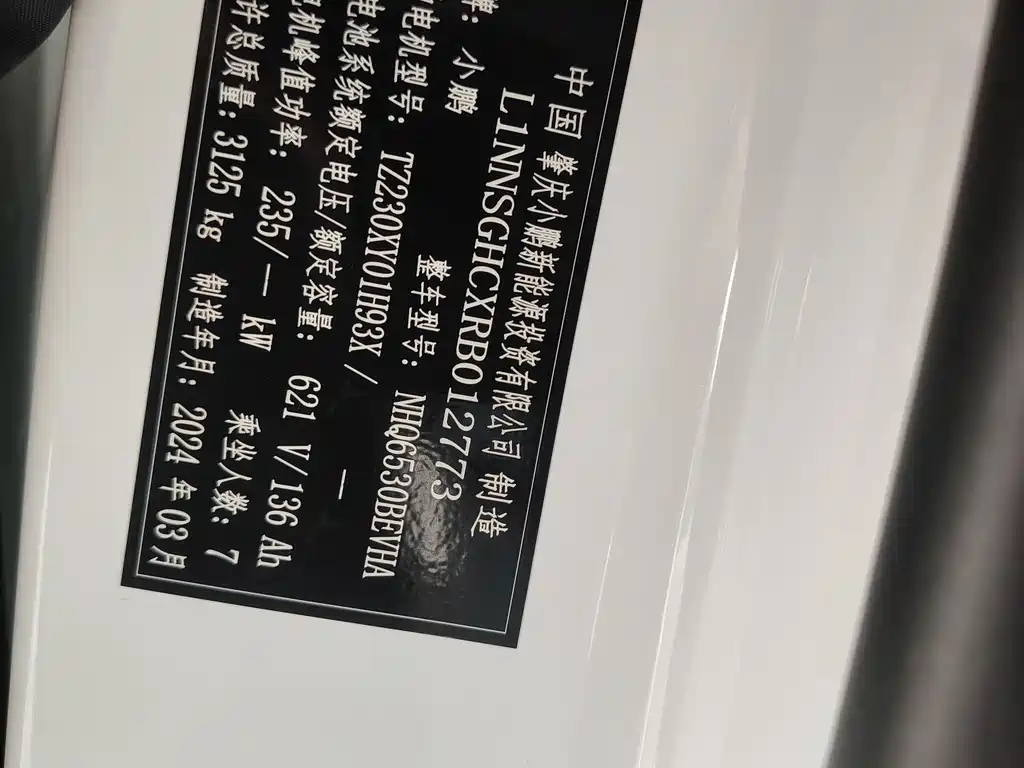 中国 肇庆小鹏新能源投资有限公司 制造
L1NNSGHCXRB012773
牌: 小鹏 整车型号: NHQ6530BEVHA
电机型号: TZ230XY01H93X / —
电池系统额定电压/额定容量: 621 V/136 Ah
机峰值功率: 235/— kW 乘坐人数: 7
许总质量: 3125 kg 制造年月: 2024 年 03 月